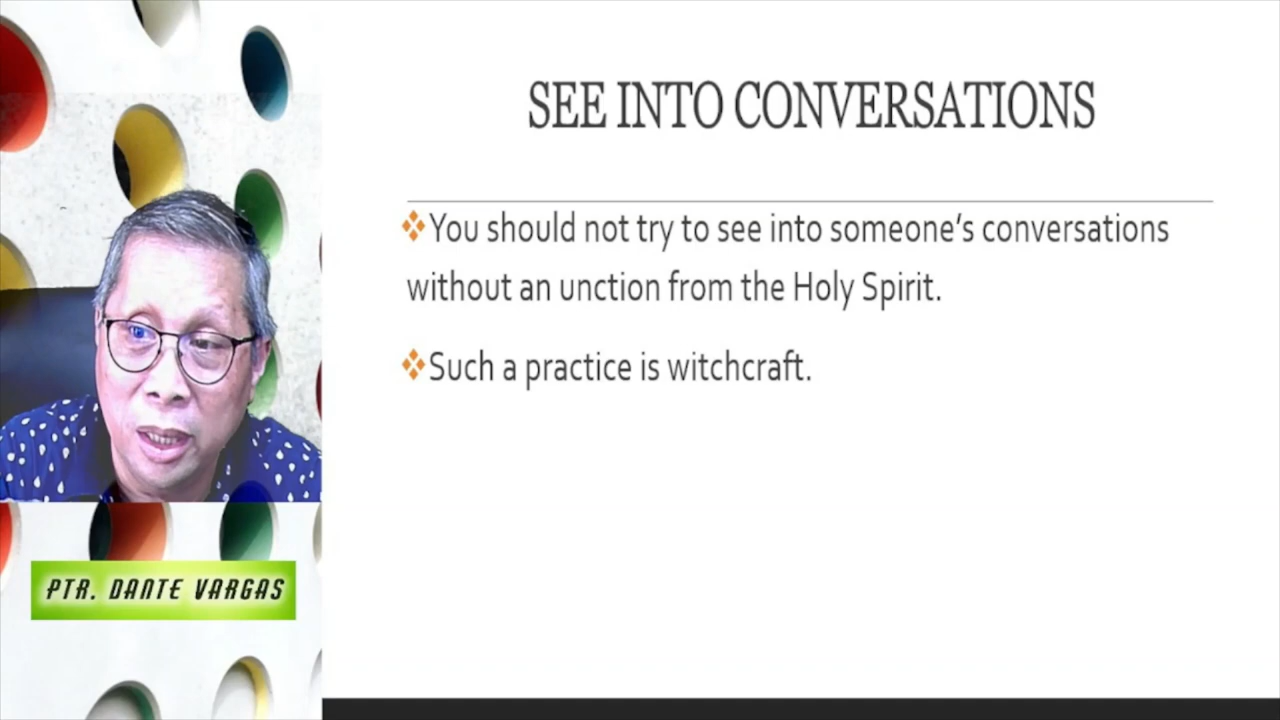 SEE INTO CONVERSATIONS
❖You should not try to see into someone's conversations
without an unction from the Holy Spirit.
❖Such a practice is witchcraft.
PTR. DANTE VARGAS